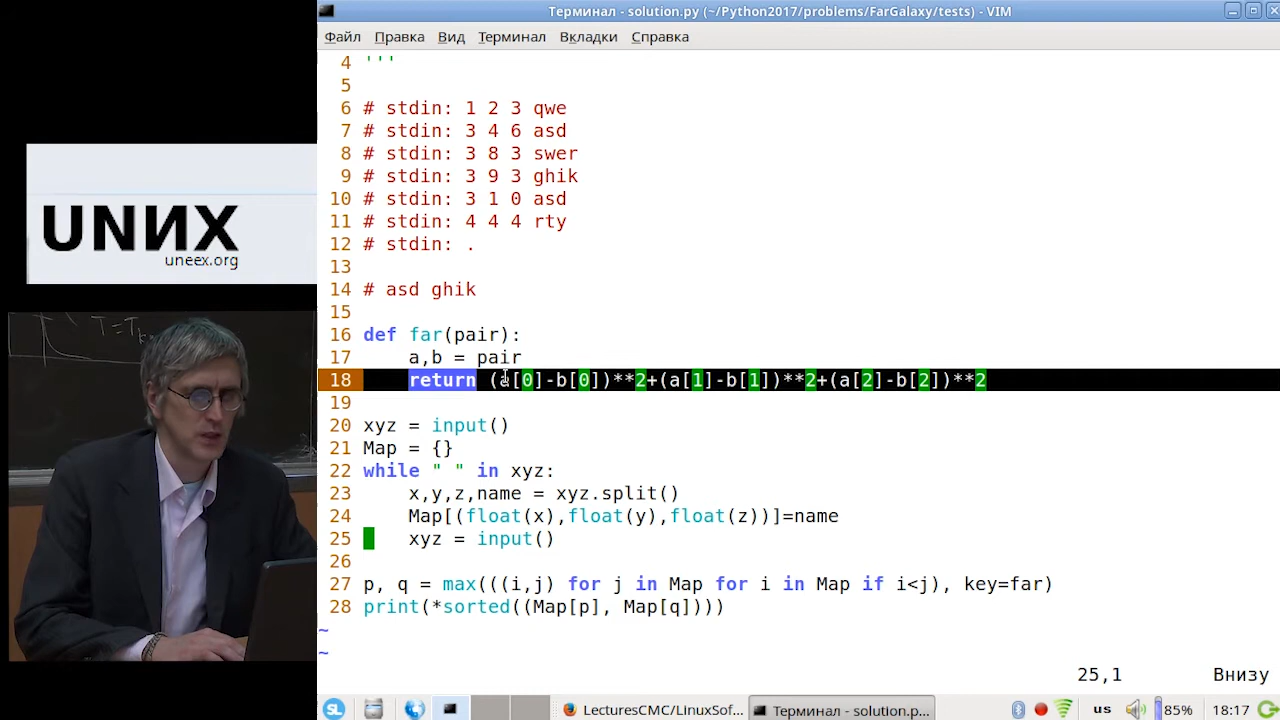 Терминал - solution.py (~/Python2017/problems/FarGalaxy/tests) - VIM
Файл Правка Вид Терминал Вкладки Справка
4 '''
5
6 # stdin: 1 2 3 qwe
7 # stdin: 3 4 6 asd
8 # stdin: 3 8 3 swer
9 # stdin: 3 9 3 ghik
10 # stdin: 3 1 0 asd
11 # stdin: 4 4 4 rty
12 # stdin: .
13
14 # asd ghik
15
16 def far(pair):
17     a,b = pair
18     return (a[0]-b[0])**2+(a[1]-b[1])**2+(a[2]-b[2])**2
19
20 xyz = input()
21 Map = {}
22 while " " in xyz:
23     x,y,z,name = xyz.split()
24     Map[(float(x),float(y),float(z))]=name
25     xyz = input()
26
27 p, q = max(((i,j) for j in Map for i in Map if i<j), key=far)
28 print(*sorted((Map[p], Map[q])))
~
~
25,1 Внизу
UNИX
uneex.org
SL LecturesCMC/LinuxSof... Терминал - solution.p... us 85% 18:17